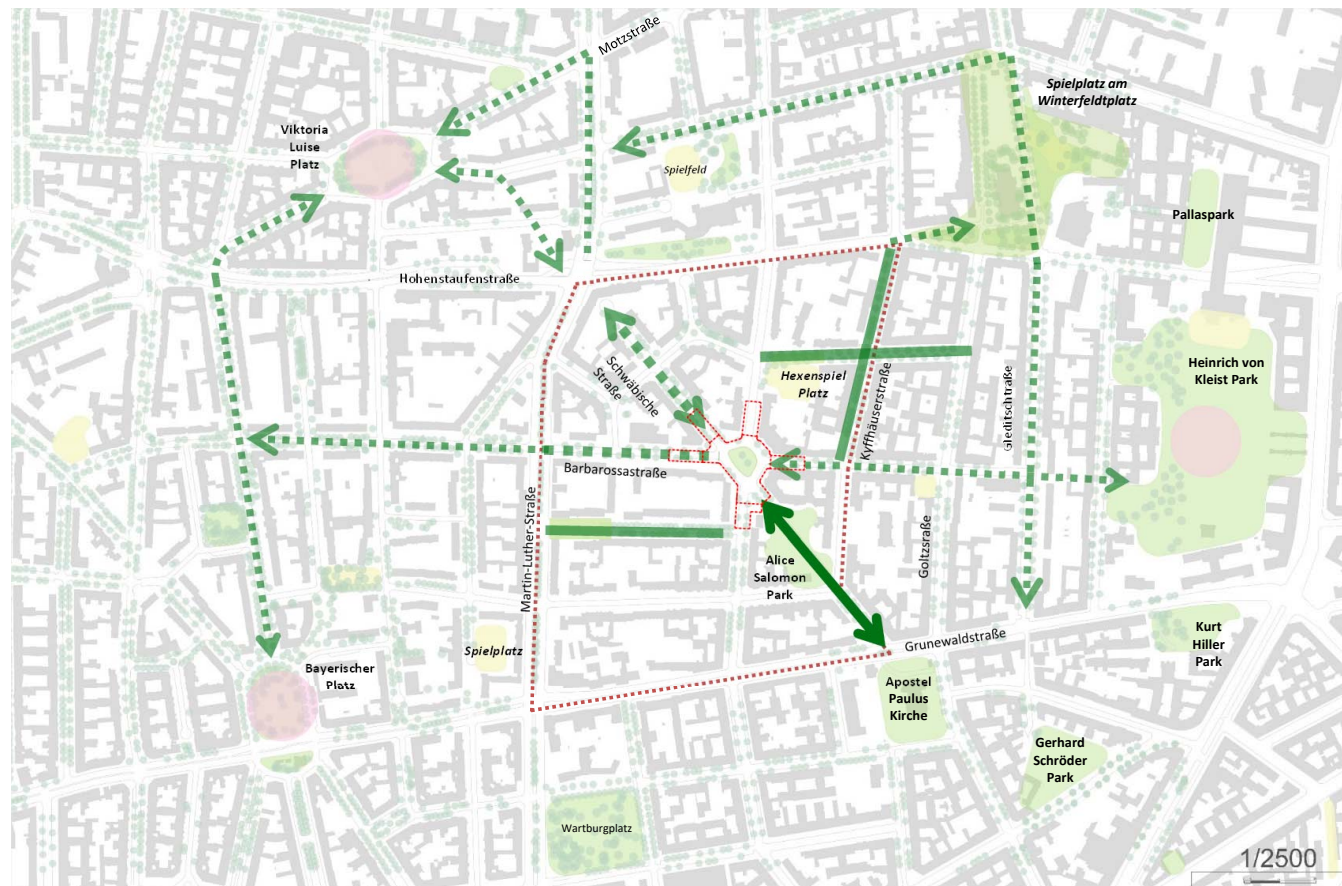 Motzstraße
Spielplatz am
Winterfeldtplatz
Viktoria
Luise
Platz
Spielfeld
Pallaspark
Hohenstaufenstraße
Schwäbische
Straße
Hexenspiel
Platz
Kyffhäuserstraße
Gleditschtraße
Heinrich von
Kleist Park
Barbarossastraße
Martin-Luther-Straße
Goltzsraße
Alice
Salomon
Park
Grunewaldstraße
Kurt
Hiller
Park
Spielplatz
Bayerischer
Platz
Apostel
Paulus
Kirche
Gerhard
Schröder
Park
Wartburgplatz
1/2500